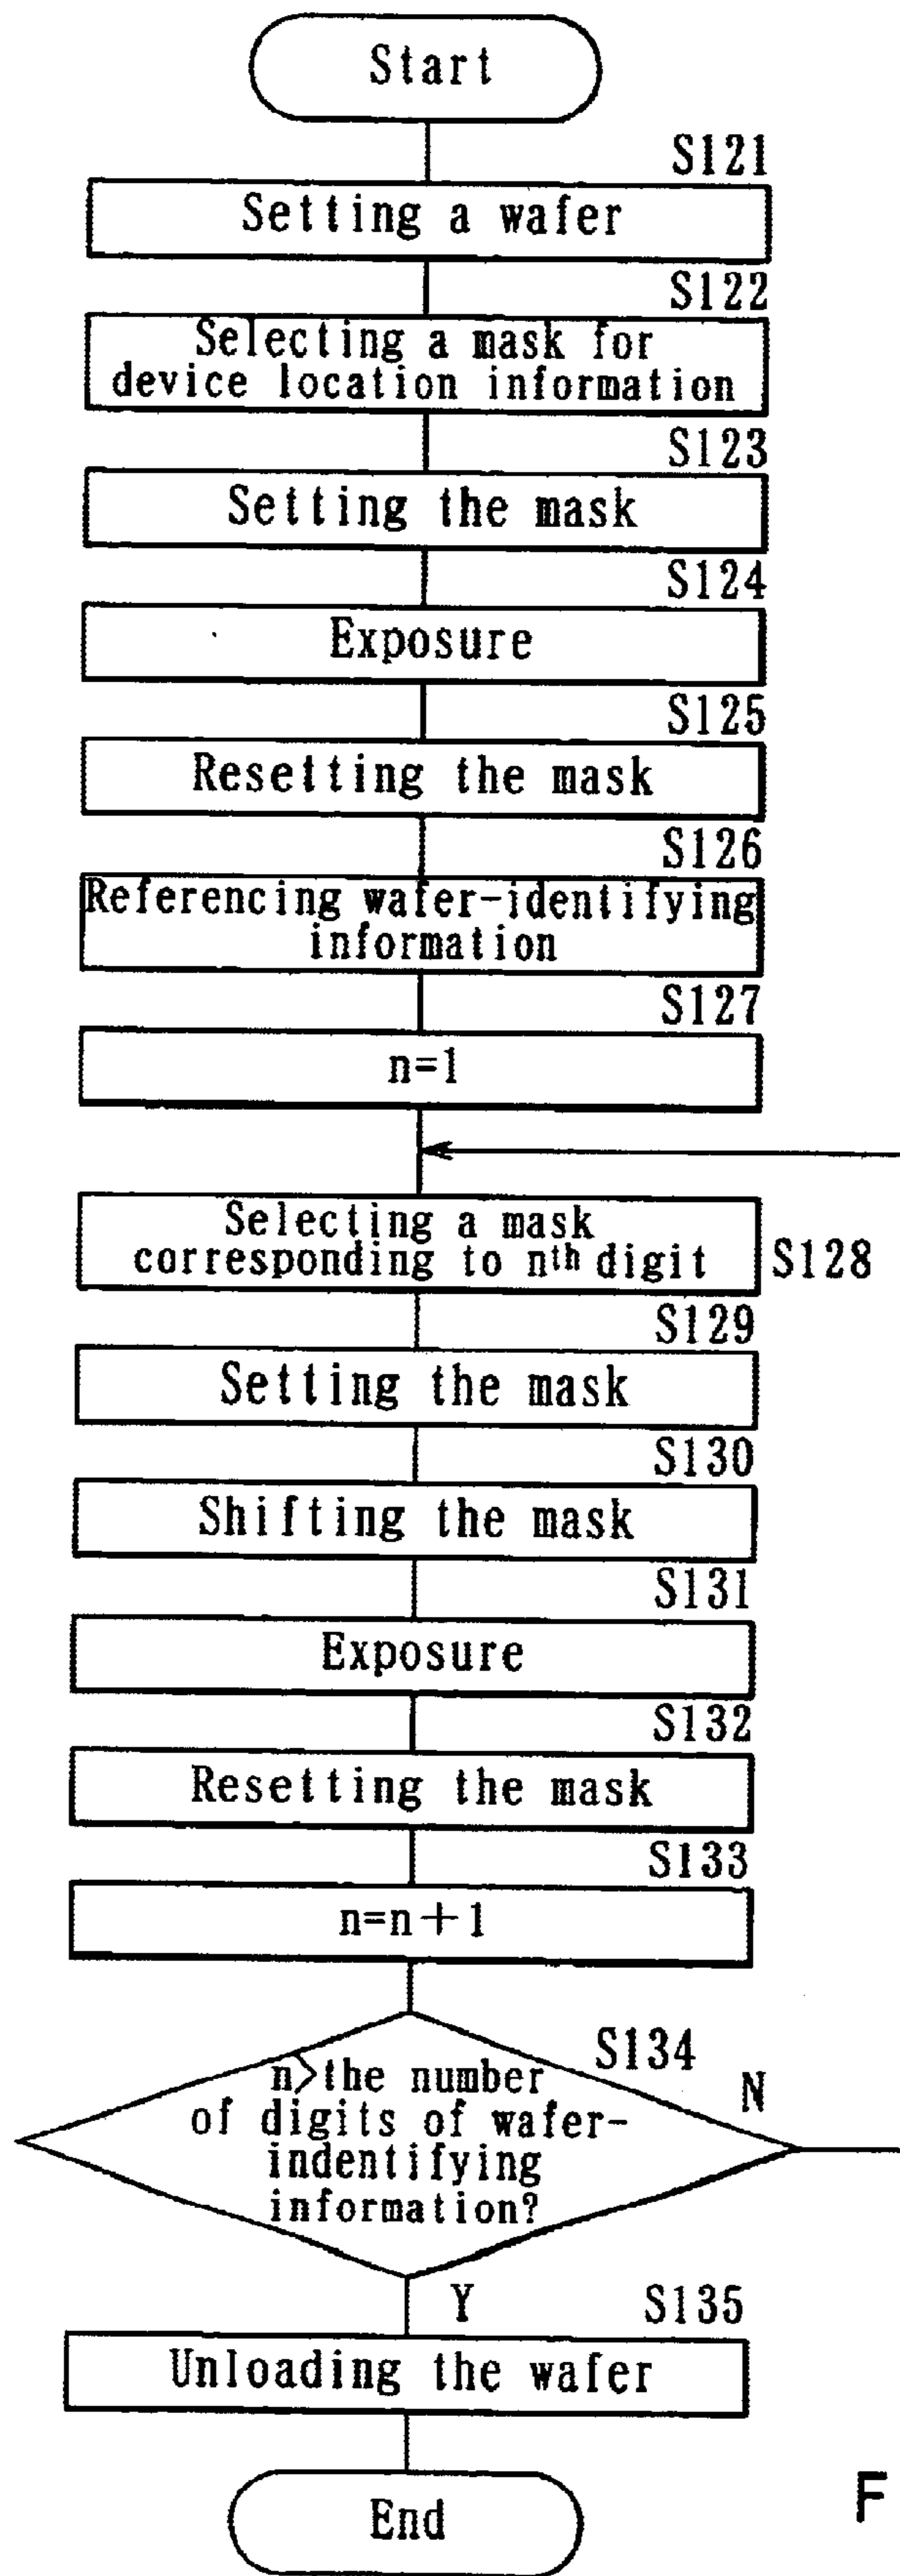 Start
S121
Setting a wafer
S122
Selecting a mask for
device location information
S123
Setting the mask
S124
Exposure
S125
Resetting the mask
S126
Referencing wafer-identifying
information
S127
n=1
Selecting a mask
corresponding to nth digit
S128
S129
Setting the mask
S130
Shifting the mask
S131
Exposure
S132
Resetting the mask
S133
n=n+1
S134
n>the number
of digits of wafer-
indentifying
information?
N
Y
S135
Unloading the wafer
End
F